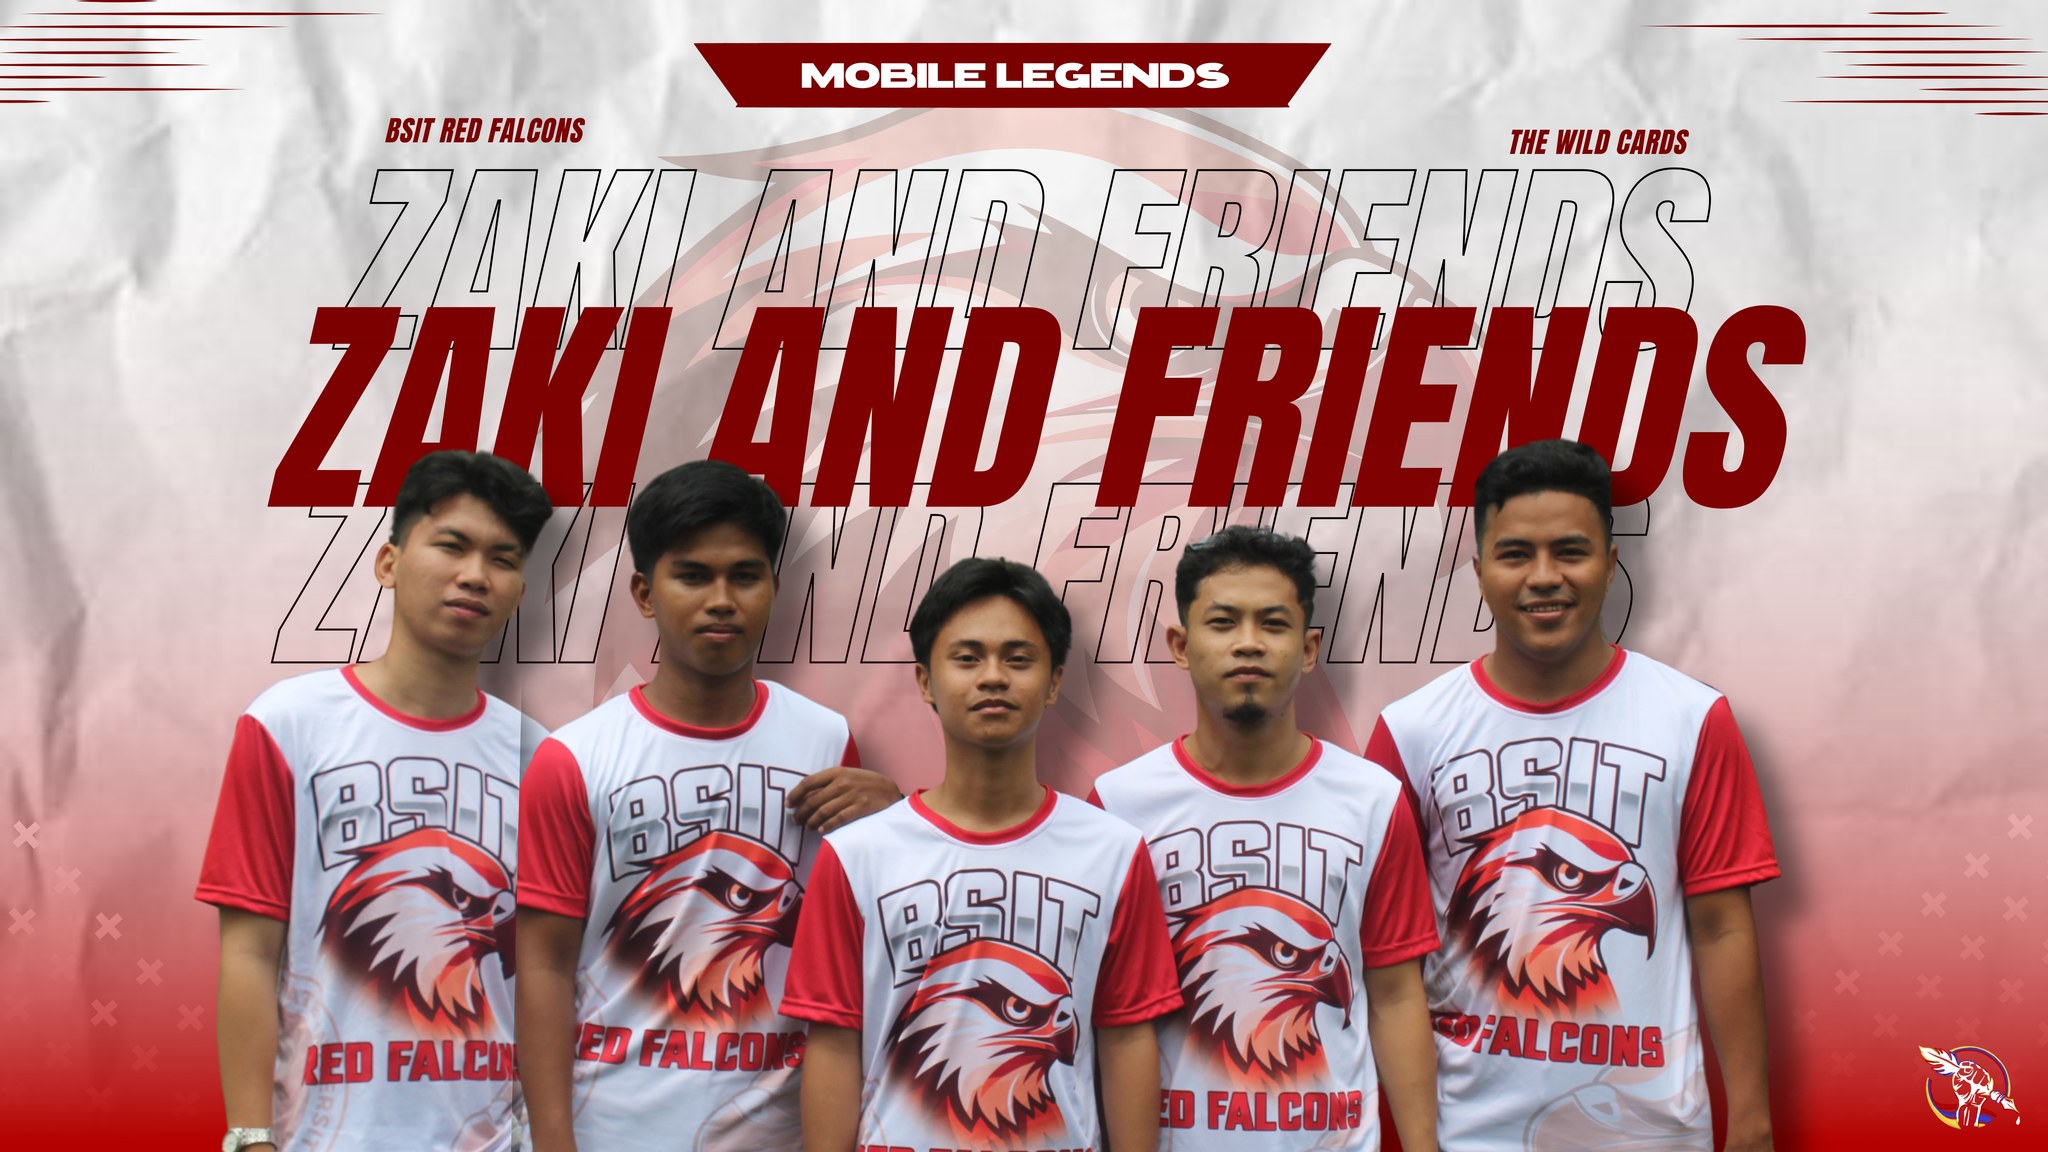 MOBILE LEGENDS
BSIT RED FALCONS
THE WILD CARDS
ZAKI AND FRIENDS
ZAKI AND FRIENDS
ZAKI AND FRIENDS
BSIT
RED FALCONS
BSIT
RED FALCONS
BSIT
RED FALCONS
BSIT
RED FALCONS
BSIT
RED FALCONS